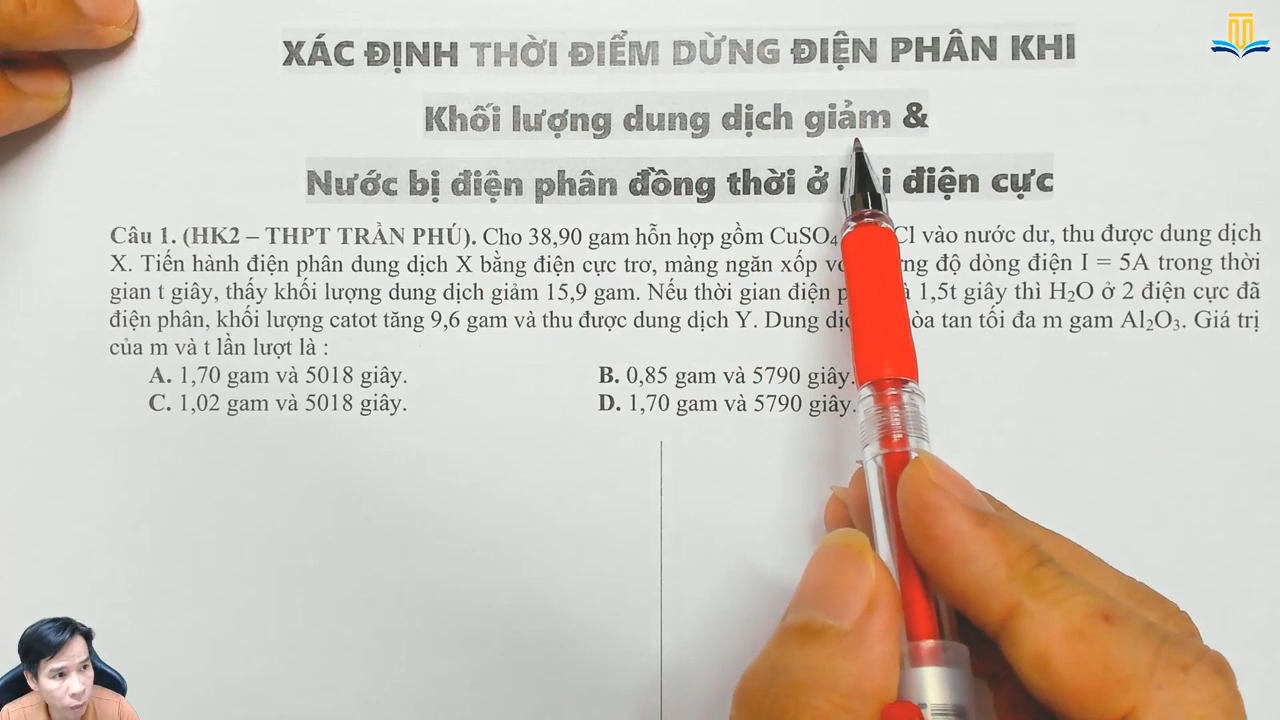 XÁC ĐỊNH THỜI ĐIỂM DỪNG ĐIỆN PHÂN KHI
Khối lượng dung dịch giảm &
Nước bị điện phân đồng thời ở i điện cực
Câu 1. (HK2 – THPT TRẦN PHÚ). Cho 38,90 gam hỗn hợp gồm CuSO₄ Cl vào nước dư, thu được dung dịch
X. Tiến hành điện phân dung dịch X bằng điện cực trơ, màng ngăn xốp độ dòng điện I = 5A trong thời
gian t giây, thấy khối lượng dung dịch giảm 15,9 gam. Nếu thời gian điện 1,5t giây thì H₂O ở 2 điện cực đã
điện phân, khối lượng catot tăng 9,6 gam và thu được dung dịch Y. Dung tan tối đa m gam Al₂O₃. Giá trị
của m và t lần lượt là :
A. 1,70 gam và 5018 giây. B. 0,85 gam và 5790 giây.
C. 1,02 gam và 5018 giây. D. 1,70 gam và 5790 giây.